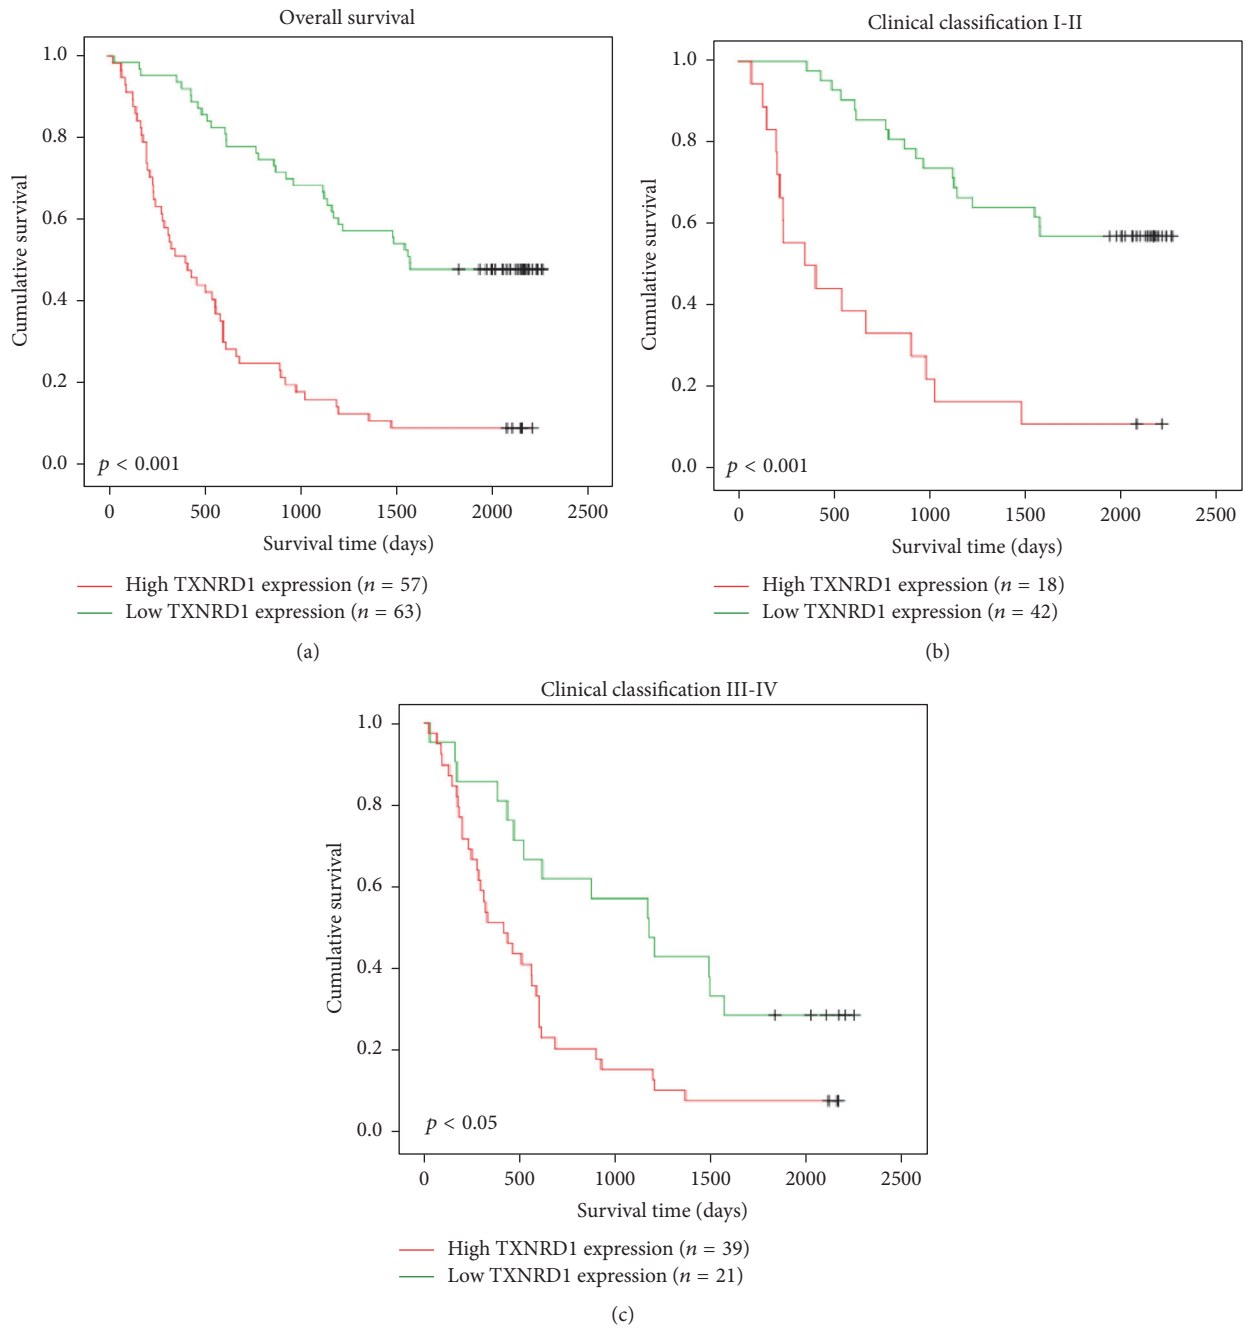 Overall survival
1.0
0.8
0.6
0.4
0.2
0.0
Cumulative survival
p < 0.001
0 500 1000 1500 2000 2500
Survival time (days)
High TXNRD1 expression (n = 57)
Low TXNRD1 expression (n = 63)
(a)
Clinical classification I-II
1.0
0.8
0.6
0.4
0.2
0.0
Cumulative survival
p < 0.001
0 500 1000 1500 2000 2500
Survival time (days)
High TXNRD1 expression (n = 18)
Low TXNRD1 expression (n = 42)
(b)
Clinical classification III-IV
1.0
0.8
0.6
0.4
0.2
0.0
Cumulative survival
p < 0.05
0 500 1000 1500 2000 2500
Survival time (days)
High TXNRD1 expression (n = 39)
Low TXNRD1 expression (n = 21)
(c)